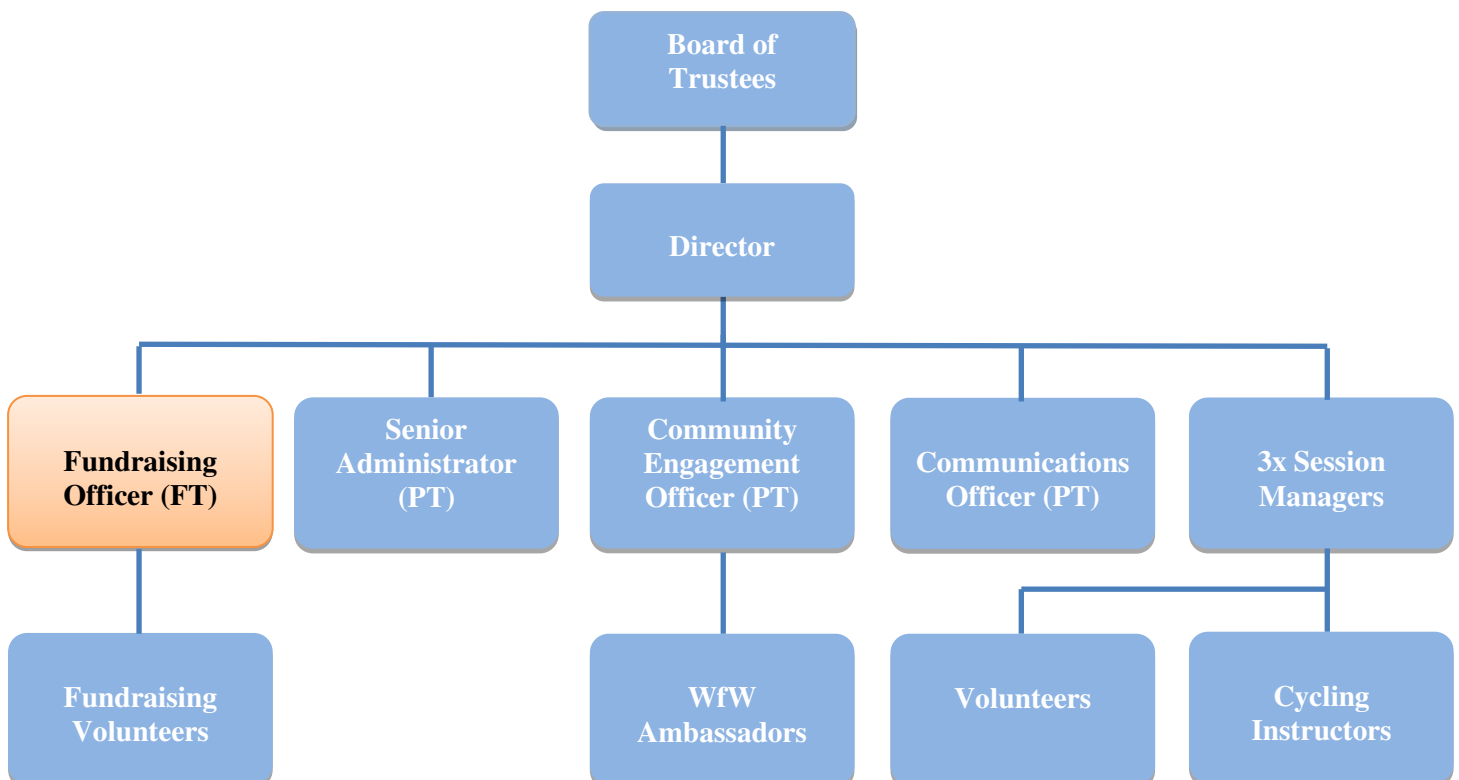 Board of
Trustees
Director
Fundraising
Officer (FT)
Senior
Administrator
(PT)
Community
Engagement
Officer (PT)
Communications
Officer (PT)
3x Session
Managers
Fundraising
Volunteers
WfW
Ambassadors
Volunteers
Cycling
Instructors